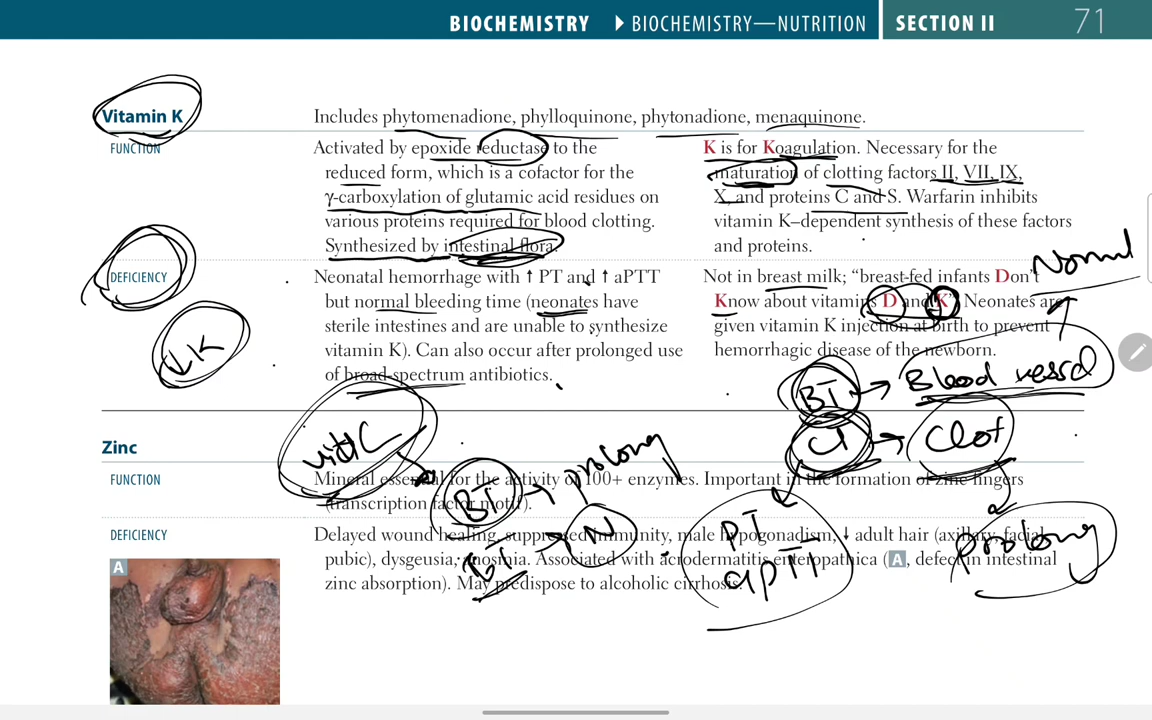 BIOCHEMISTRY ▶ BIOCHEMISTRY—NUTRITION SECTION II 71
Vitamin K
Includes phytomenadione, phylloquinone, phytonadione, menaquinone.
FUNCTION
Activated by epoxide reductase to the
reduced form, which is a cofactor for the
γ-carboxylation of glutamic acid residues on
various proteins required for blood clotting.
Synthesized by intestinal flora.
K is for Koagulation. Necessary for the
maturation of clotting factors II, VII, IX,
X, and proteins C and S. Warfarin inhibits
vitamin K–dependent synthesis of these factors
and proteins.
Normal
DEFICIENCY
Neonatal hemorrhage with ↑ PT and ↑ aPTT
but normal bleeding time (neonates have
sterile intestines and are unable to synthesize
vitamin K). Can also occur after prolonged use
of broad-spectrum antibiotics.
Not in breast milk; “breast-fed infants Don’t
Know about vitamins D and K”. Neonates are
given vitamin K injection at birth to prevent
hemorrhagic disease of the newborn.
↓K
BT → Blood vessel
CT → Clot
Vit C
BT → prolong
N
PT
aPTT
prolong
Zinc
FUNCTION
Mineral essential for the activity of 100+ enzymes. Important in the formation of zinc fingers
(transcription factor motif).
DEFICIENCY
Delayed wound healing, suppressed immunity, male hypogonadism, ↓ adult hair (axillary, facial,
pubic), dysgeusia, anosmia. Associated with acrodermatitis enteropathica (A, defect in intestinal
zinc absorption). May predispose to alcoholic cirrhosis.
A